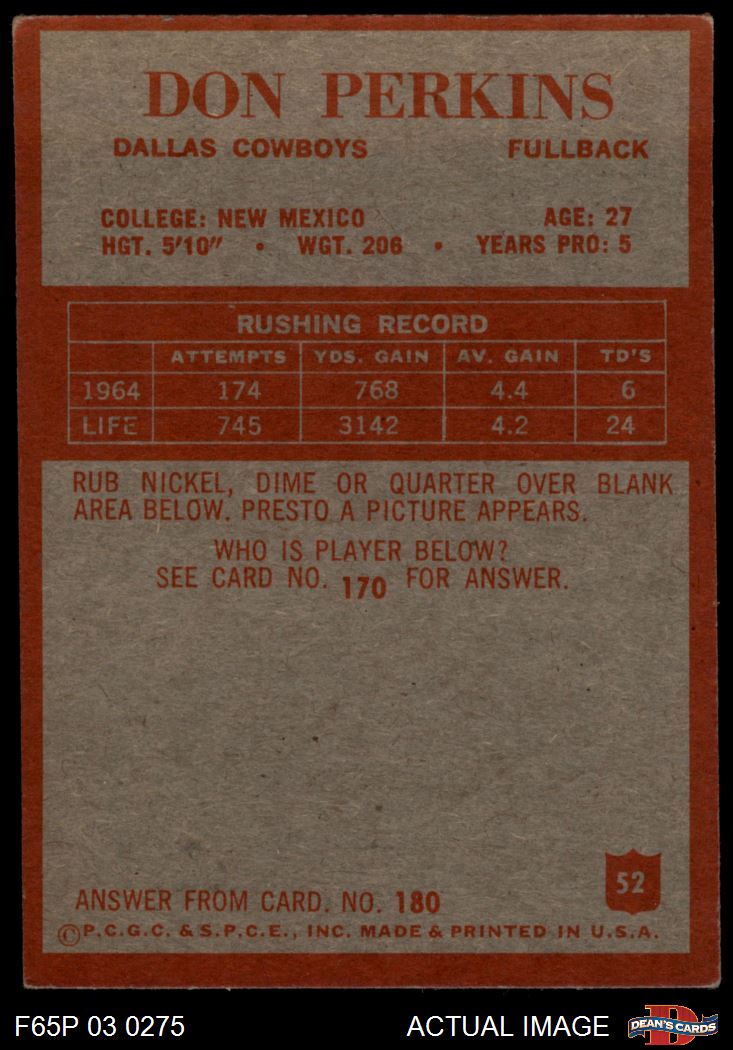 DON PERKINS
DALLAS COWBOYS FULLBACK
COLLEGE: NEW MEXICO AGE: 27
HGT. 5'10" • WGT. 206 • YEARS PRO: 5
RUSHING RECORD
ATTEMPTS YDS. GAIN AV. GAIN TD'S
1964 174 768 4.4 6
LIFE 745 3142 4.2 24
RUB NICKEL, DIME OR QUARTER OVER BLANK
AREA BELOW. PRESTO A PICTURE APPEARS.
WHO IS PLAYER BELOW?
SEE CARD NO. 170 FOR ANSWER.
52
ANSWER FROM CARD. NO. 180
©P.C.G.C. & S.P.C.E., INC. MADE & PRINTED IN U.S.A.
F65P 03 0275 ACTUAL IMAGE D DEAN'S CARDS